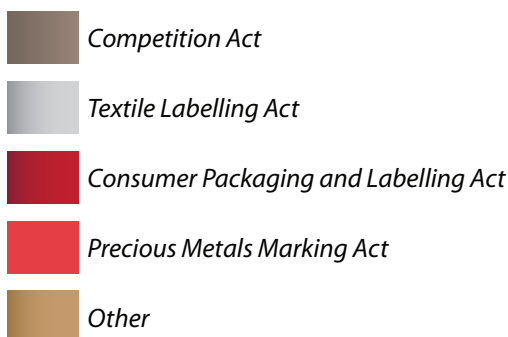 Competition Act
Textile Labelling Act
Consumer Packaging and Labelling Act
Precious Metals Marking Act
Other